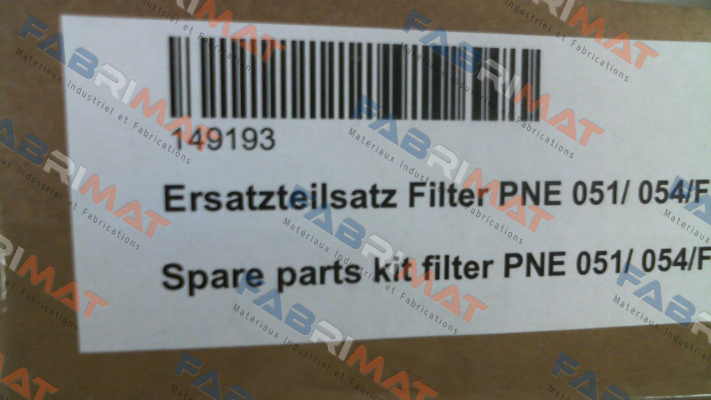 149193
Ersatzteilsatz Filter PNE 051/ 054/F
Spare parts kit filter PNE 051/ 054/F
FABRIMAT
Materiaux Industriel et Fabrications